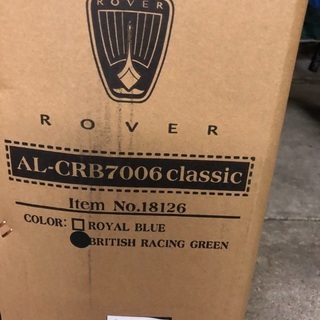 ROVER
ROVER
AL-CRB7006 classic
Item No.18126
COLOR: ROYAL BLUE
BRITISH RACING GREEN